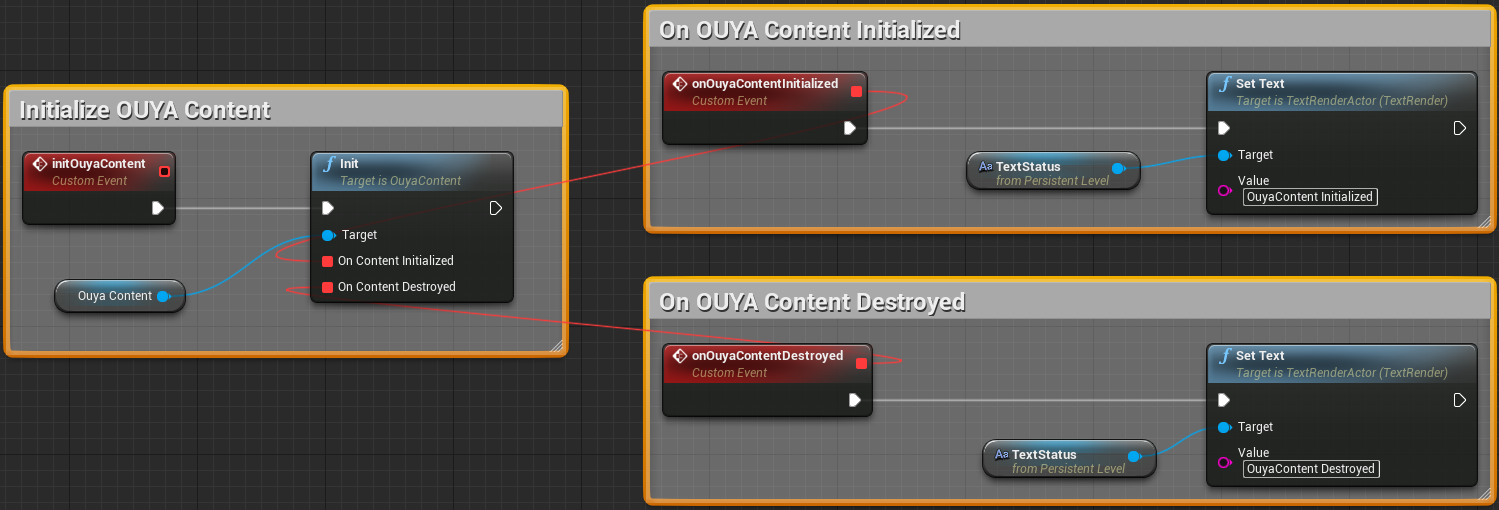 Initialize OUYA Content
initOuyaContent
Custom Event
Init
Target is OuyaContent
Target
On Content Initialized
On Content Destroyed
Ouya Content
On OUYA Content Initialized
onOuyaContentInitialized
Custom Event
TextStatus
from Persistent Level
Set Text
Target is TextRenderActor (TextRender)
Target
Value
OuyaContent Initialized
On OUYA Content Destroyed
onOuyaContentDestroyed
Custom Event
TextStatus
from Persistent Level
Set Text
Target is TextRenderActor (TextRender)
Target
Value
OuyaContent Destroyed